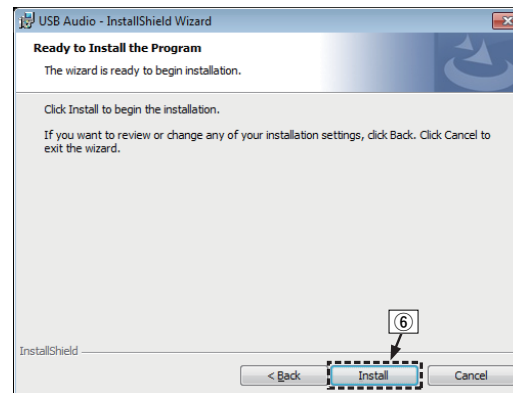 USB Audio - InstallShield Wizard
Ready to Install the Program
The wizard is ready to begin installation.
Click Install to begin the installation.
If you want to review or change any of your installation settings, click Back. Click Cancel to
exit the wizard.
⑥
InstallShield
< Back Install Cancel